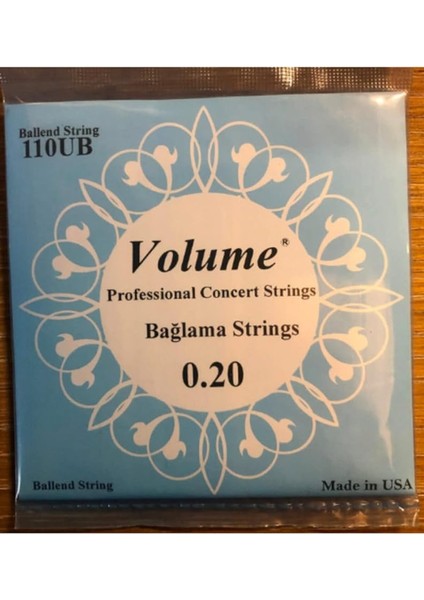 Ballend String
110UB
Volume®
Professional Concert Strings
Bağlama Strings
0.20
Ballend String
Made in USA